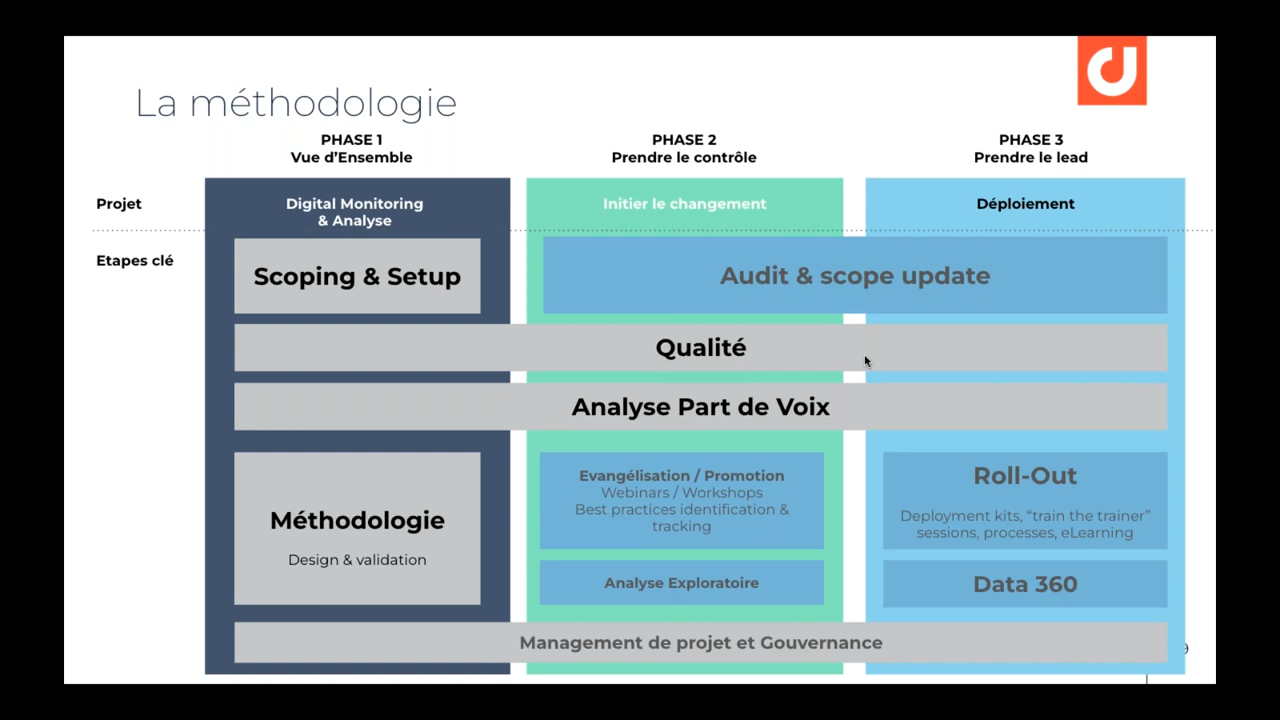 La méthodologie
PHASE 1
Vue d’Ensemble
PHASE 2
Prendre le contrôle
PHASE 3
Prendre le lead
Projet
Digital Monitoring
& Analyse
Initier le changement
Déploiement
Etapes clé
Scoping & Setup
Audit & scope update
Qualité
Analyse Part de Voix
Méthodologie
Design & validation
Evangélisation / Promotion
Webinars / Workshops
Best practices identification &
tracking
Analyse Exploratoire
Roll-Out
Deployment kits, “train the trainer”
sessions, processes, eLearning
Data 360
Management de projet et Gouvernance